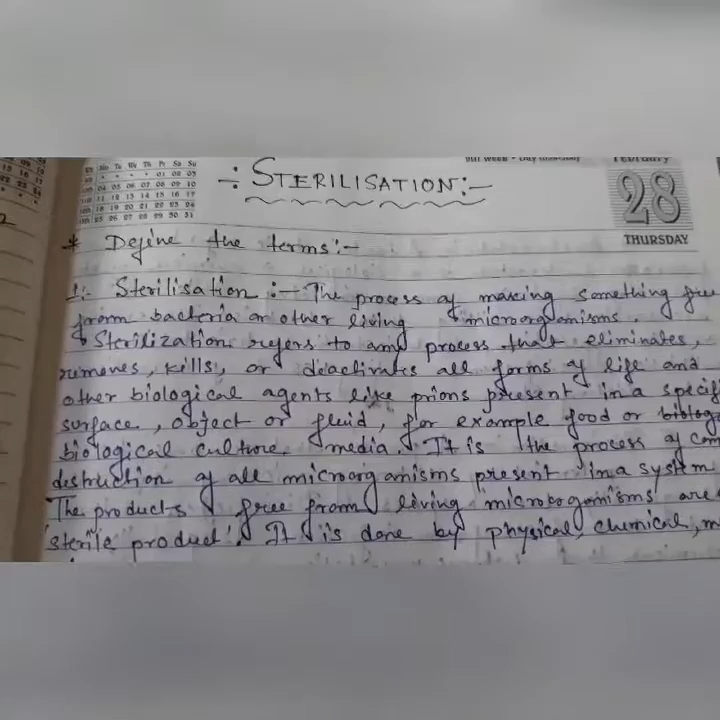 ÷ STERILISATION :-
28
THURSDAY
* Define the terms:-
1:- Sterilisation :- The process of making something free
from bacteria or other living microorganisms.
Sterilization refers to any process that eliminates,
removes, kills, or deactivates all forms of life and
other biological agents like prions present in a specif
surface, object or fluid, for example food or biolog
biological culture media. It is the process of com
destruction of all microorganisms present in a system
The products free from living microbogonisms are
'sterile product'. It is done by physical, chemical, m